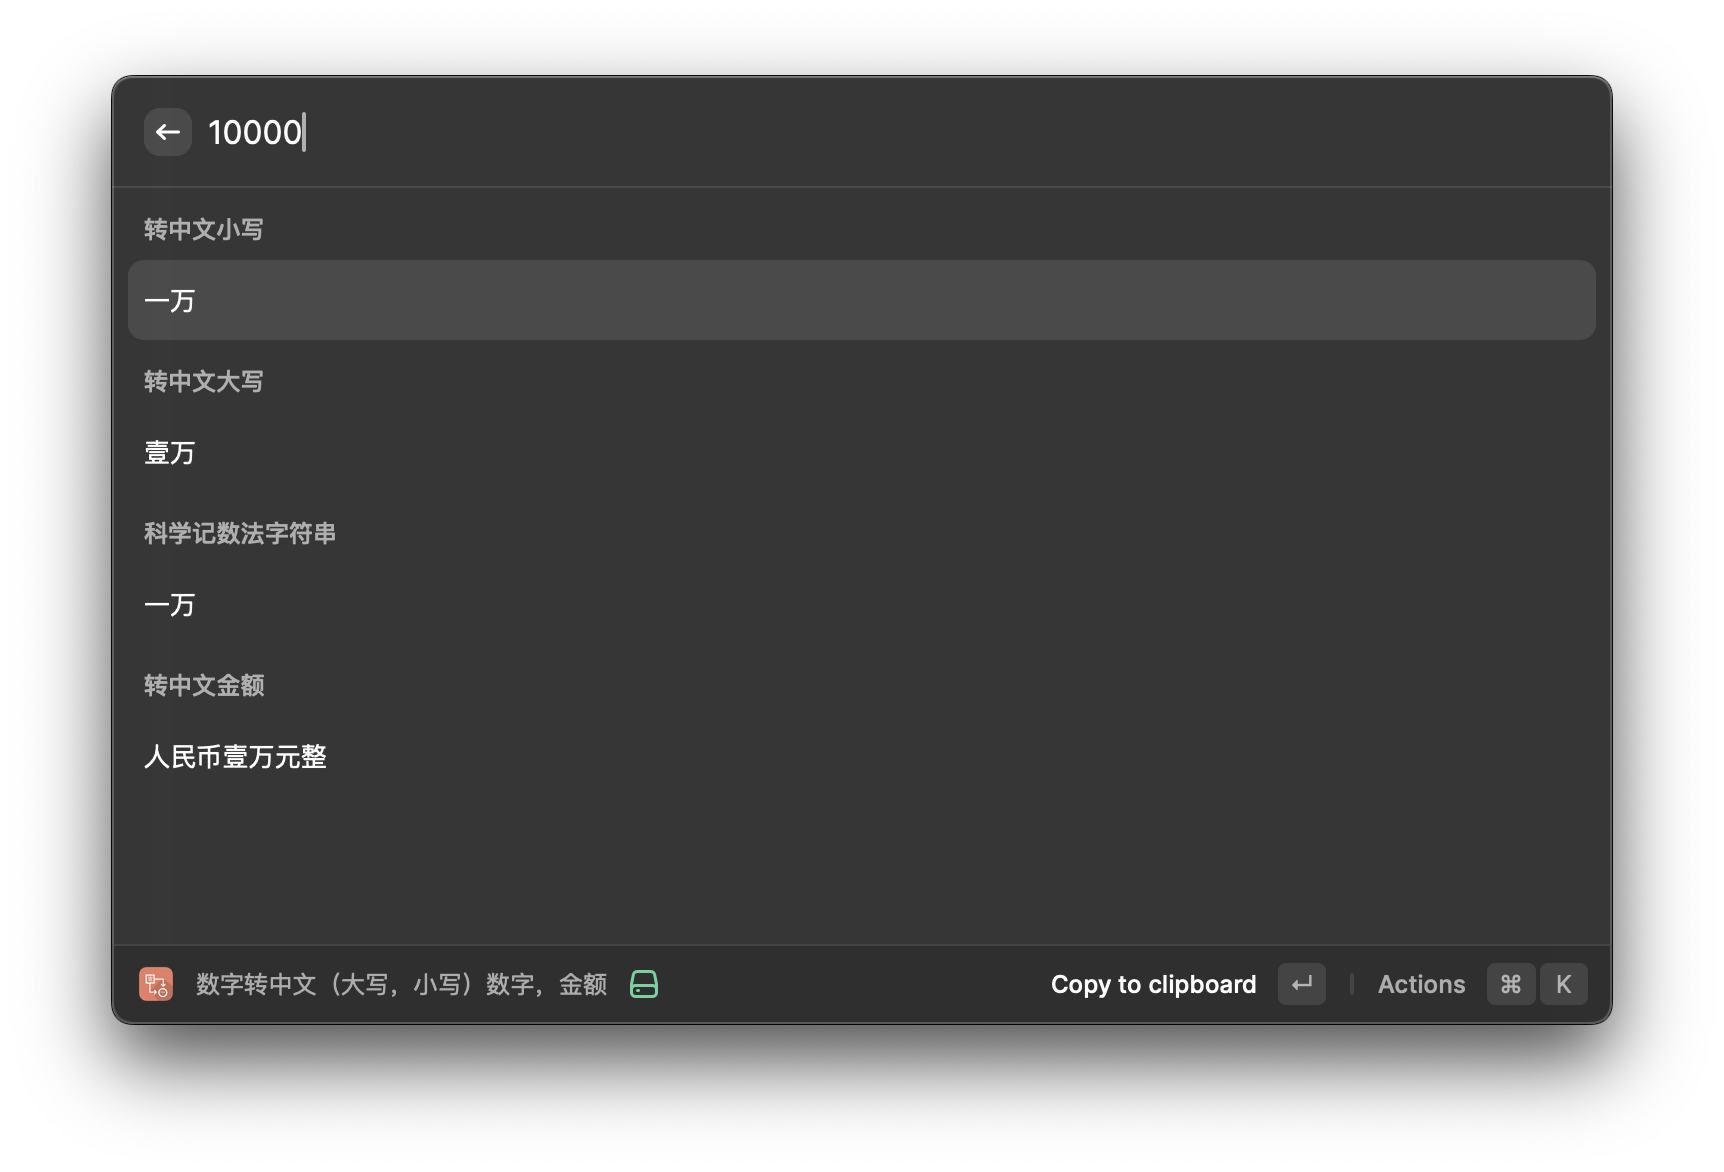 10000
转中文小写
一万
转中文大写
壹万
科学记数法字符串
一万
转中文金额
人民币壹万元整
数字转中文（大写，小写）数字，金额
Copy to clipboard ↵ Actions ⌘ K